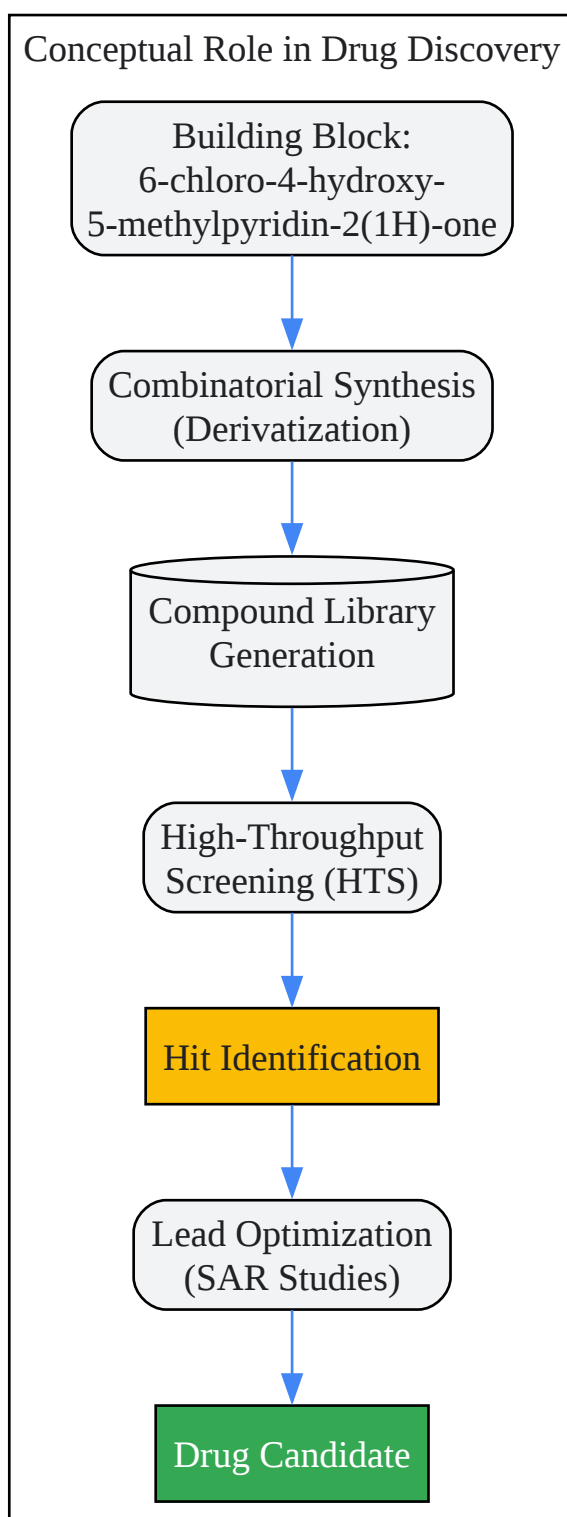 Conceptual Role in Drug Discovery
Building Block:
6-chloro-4-hydroxy-
5-methylpyridin-2(1H)-one
Combinatorial Synthesis
(Derivatization)
Compound Library
Generation
High-Throughput
Screening (HTS)
Hit Identification
Lead Optimization
(SAR Studies)
Drug Candidate